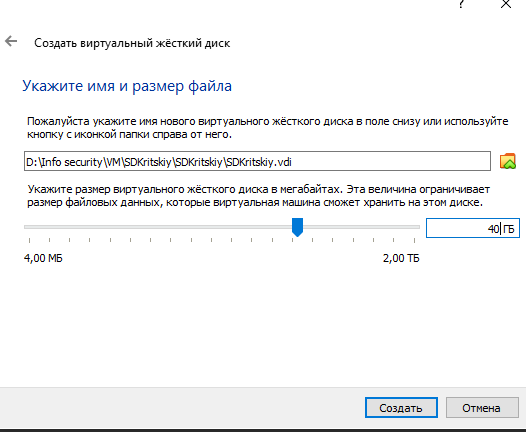 ?
Создать виртуальный жёсткий диск
Укажите имя и размер файла
Пожалуйста укажите имя нового виртуального жёсткого диска в поле снизу или используйте
кнопку с иконкой папки справа от него.
D:\Info security\VM\SDKritskiy\SDKritskiy\SDKritskiy.vdi
Укажите размер виртуального жёсткого диска в мегабайтах. Эта величина ограничивает
размер файловых данных, которые виртуальная машина сможет хранить на этом диске.
40 ГБ
4,00 МБ 2,00 ТБ
Создать Отмена